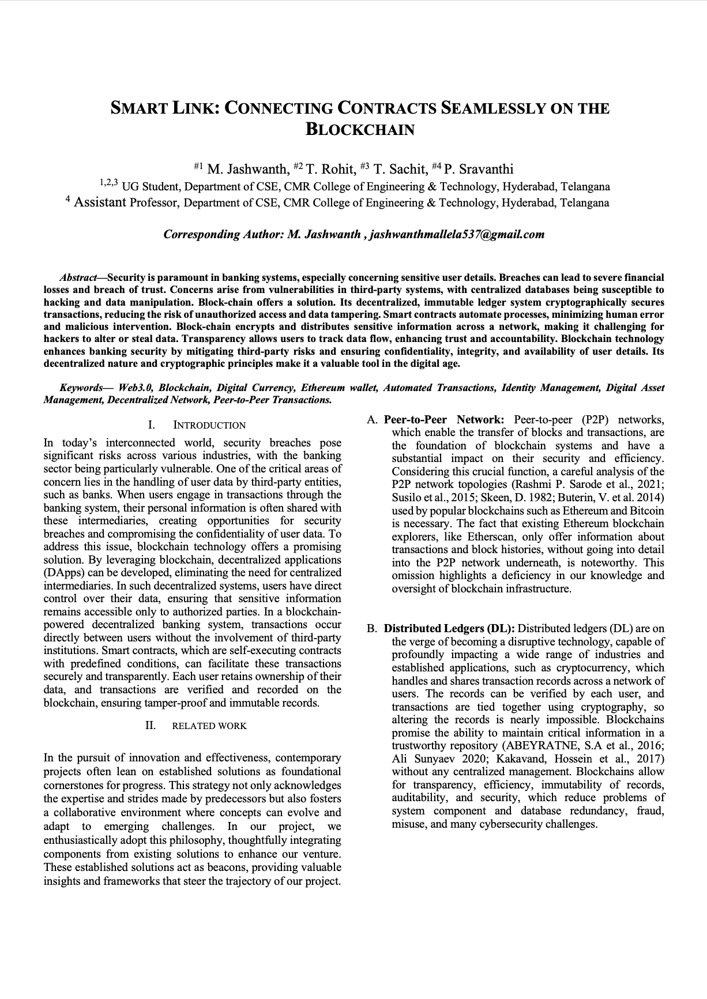 SMART LINK: CONNECTING CONTRACTS SEAMLESSLY ON THE
BLOCKCHAIN
#1 M. Jashwanth, #2 T. Rohit, #3 T. Sachit, #4 P. Sravanthi
1,2,3 UG Student, Department of CSE, CMR College of Engineering & Technology, Hyderabad, Telangana
4 Assistant Professor, Department of CSE, CMR College of Engineering & Technology, Hyderabad, Telangana
Corresponding Author: M. Jashwanth , jashwanthmallela537@gmail.com
Abstract—Security is paramount in banking systems, especially concerning sensitive user details. Breaches can lead to severe financial
losses and breach of trust. Concerns arise from vulnerabilities in third-party systems, with centralized databases being susceptible to
hacking and data manipulation. Block-chain offers a solution. Its decentralized, immutable ledger system cryptographically secures
transactions, reducing the risk of unauthorized access and data tampering. Smart contracts automate processes, minimizing human error
and malicious intervention. Block-chain encrypts and distributes sensitive information across a network, making it challenging for
hackers to alter or steal data. Transparency allows users to track data flow, enhancing trust and accountability. Blockchain technology
enhances banking security by mitigating third-party risks and ensuring confidentiality, integrity, and availability of user details. Its
decentralized nature and cryptographic principles make it a valuable tool in the digital age.
Keywords— Web3.0, Blockchain, Digital Currency, Ethereum wallet, Automated Transactions, Identity Management, Digital Asset
Management, Decentralized Network, Peer-to-Peer Transactions.
I. INTRODUCTION
In today's interconnected world, security breaches pose
significant risks across various industries, with the banking
sector being particularly vulnerable. One of the critical areas of
concern lies in the handling of user data by third-party entities,
such as banks. When users engage in transactions through the
banking system, their personal information is often shared with
these intermediaries, creating opportunities for security
breaches and compromising the confidentiality of user data. To
address this issue, blockchain technology offers a promising
solution. By leveraging blockchain, decentralized applications
(DApps) can be developed, eliminating the need for centralized
intermediaries. In such decentralized systems, users have direct
control over their data, ensuring that sensitive information
remains accessible only to authorized parties. In a blockchain-
powered decentralized banking system, transactions occur
directly between users without the involvement of third-party
institutions. Smart contracts, which are self-executing contracts
with predefined conditions, can facilitate these transactions
securely and transparently. Each user retains ownership of their
data, and transactions are verified and recorded on the
blockchain, ensuring tamper-proof and immutable records.
II. RELATED WORK
In the pursuit of innovation and effectiveness, contemporary
projects often lean on established solutions as foundational
cornerstones for progress. This strategy not only acknowledges
the expertise and strides made by predecessors but also fosters
a collaborative environment where concepts can evolve and
adapt to emerging challenges. In our project, we
enthusiastically adopt this philosophy, thoughtfully integrating
components from existing solutions to enhance our venture.
These established solutions act as beacons, providing valuable
insights and frameworks that steer the trajectory of our project.
A. Peer-to-Peer Network: Peer-to-peer (P2P) networks,
which enable the transfer of blocks and transactions, are
the foundation of blockchain systems and have a
substantial impact on their security and efficiency.
Considering this crucial function, a careful analysis of the
P2P network topologies (Rashmi P. Sarode et al., 2021;
Susilo et al., 2015; Skeen, D. 1982; Buterin, V. et al. 2014)
used by popular blockchains such as Ethereum and Bitcoin
is necessary. The fact that existing Ethereum blockchain
explorers, like Etherscan, only offer information about
transactions and block histories, without going into detail
into the P2P network underneath, is noteworthy. This
omission highlights a deficiency in our knowledge and
oversight of blockchain infrastructure.
B. Distributed Ledgers (DL): Distributed ledgers (DL) are on
the verge of becoming a disruptive technology, capable of
profoundly impacting a wide range of industries and
established applications, such as cryptocurrency, which
handles and shares transaction records across a network of
users. The records can be verified by each user, and
transactions are tied together using cryptography, so
altering the records is nearly impossible. Blockchains
promise the ability to maintain critical information in a
trustworthy repository (ABEYRATNE, S.A et al., 2016;
Ali Sunyaev 2020; Kakavand, Hossein et al., 2017)
without any centralized management. Blockchains allow
for transparency, efficiency, immutability of records,
auditability, and security, which reduce problems of
system component and database redundancy, fraud,
misuse, and many cybersecurity challenges.